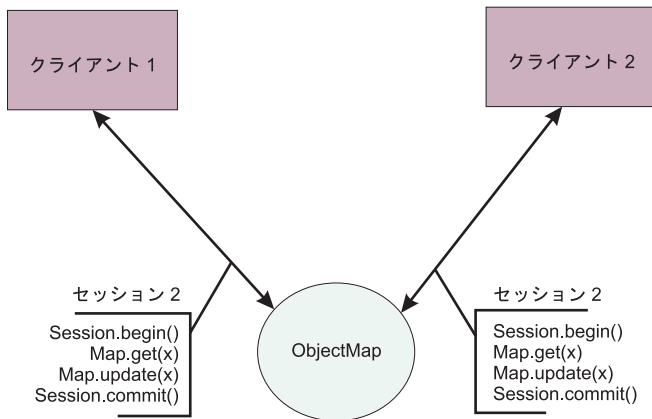 クライアント 1
クライアント 2
セッション 2
Session.begin()
Map.get(x)
Map.update(x)
Session.commit()
ObjectMap
セッション 2
Session.begin()
Map.get(x)
Map.update(x)
Session.commit()